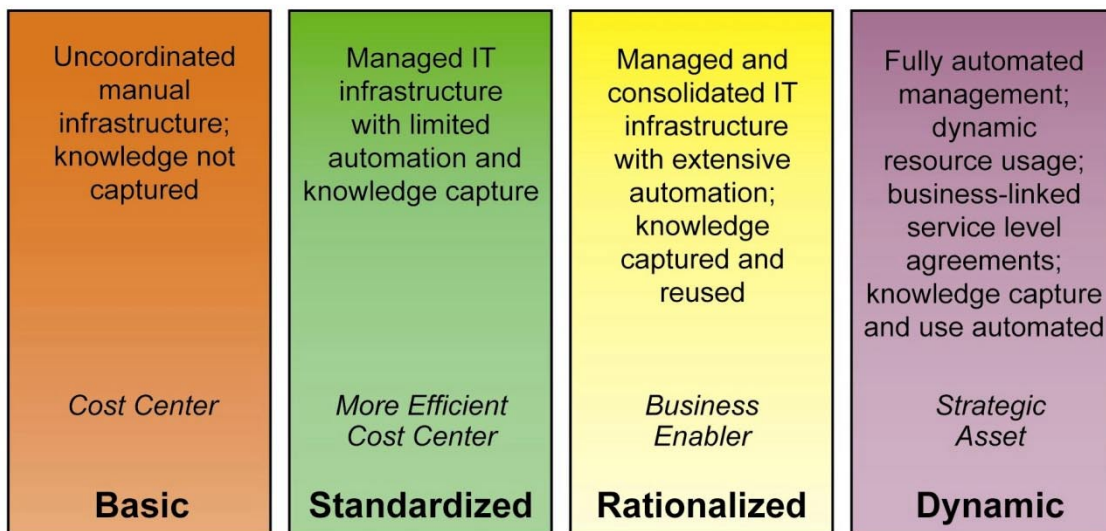 Uncoordinated
manual
infrastructure;
knowledge not
captured
Cost Center
Basic
Managed IT
infrastructure
with limited
automation and
knowledge capture
More Efficient
Cost Center
Standardized
Managed and
consolidated IT
infrastructure
with extensive
automation;
knowledge
captured and
reused
Business
Enabler
Rationalized
Fully automated
management;
dynamic
resource usage;
business-linked
service level
agreements;
knowledge capture
and use automated
Strategic
Asset
Dynamic